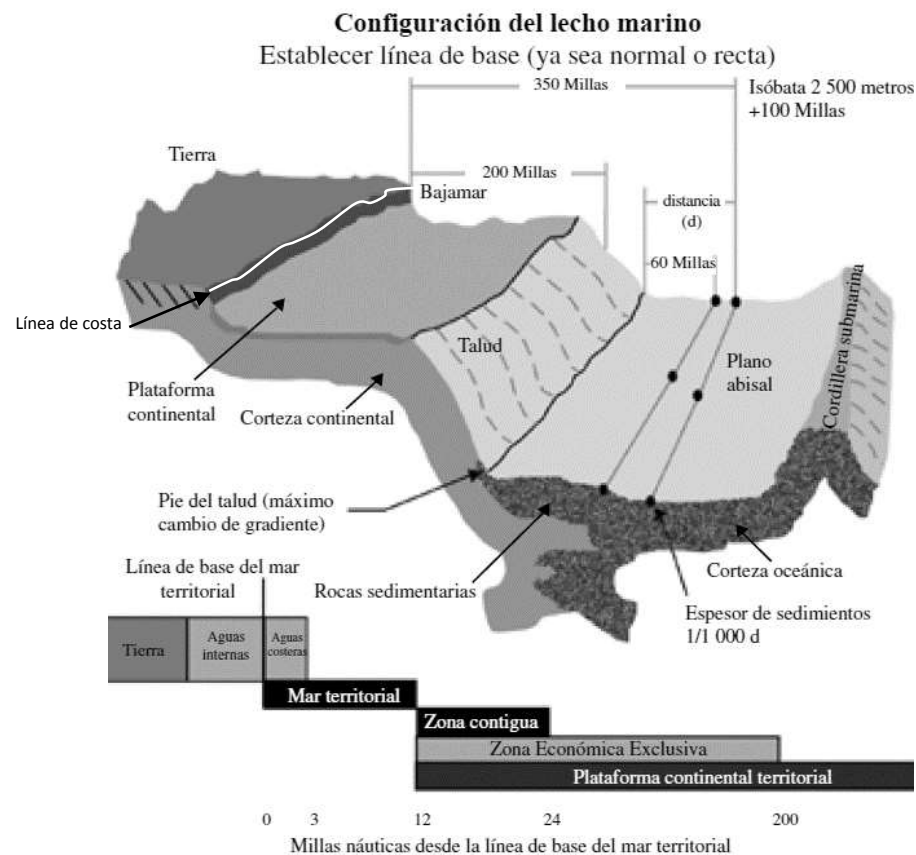 Configuración del lecho marino
Establecer línea de base (ya sea normal o recta)
350 Millas
Isóbata 2 500 metros
+100 Millas
Tierra
200 Millas
Bajamar
distancia
(d)
60 Millas
Línea de costa
Talud
Plano
abisal
Cordillera submarina
Plataforma
continental
Corteza continental
Pie del talud (máximo
cambio de gradiente)
Rocas sedimentarias
Corteza oceánica
Espesor de sedimientos
1/1 000 d
Línea de base del mar
territorial
Tierra
Aguas
internas
Aguas
costeras
Mar territorial
Zona contigua
Zona Económica Exclusiva
Plataforma continental territorial
0 3 12 24 200
Millas náuticas desde la línea de base del mar territorial